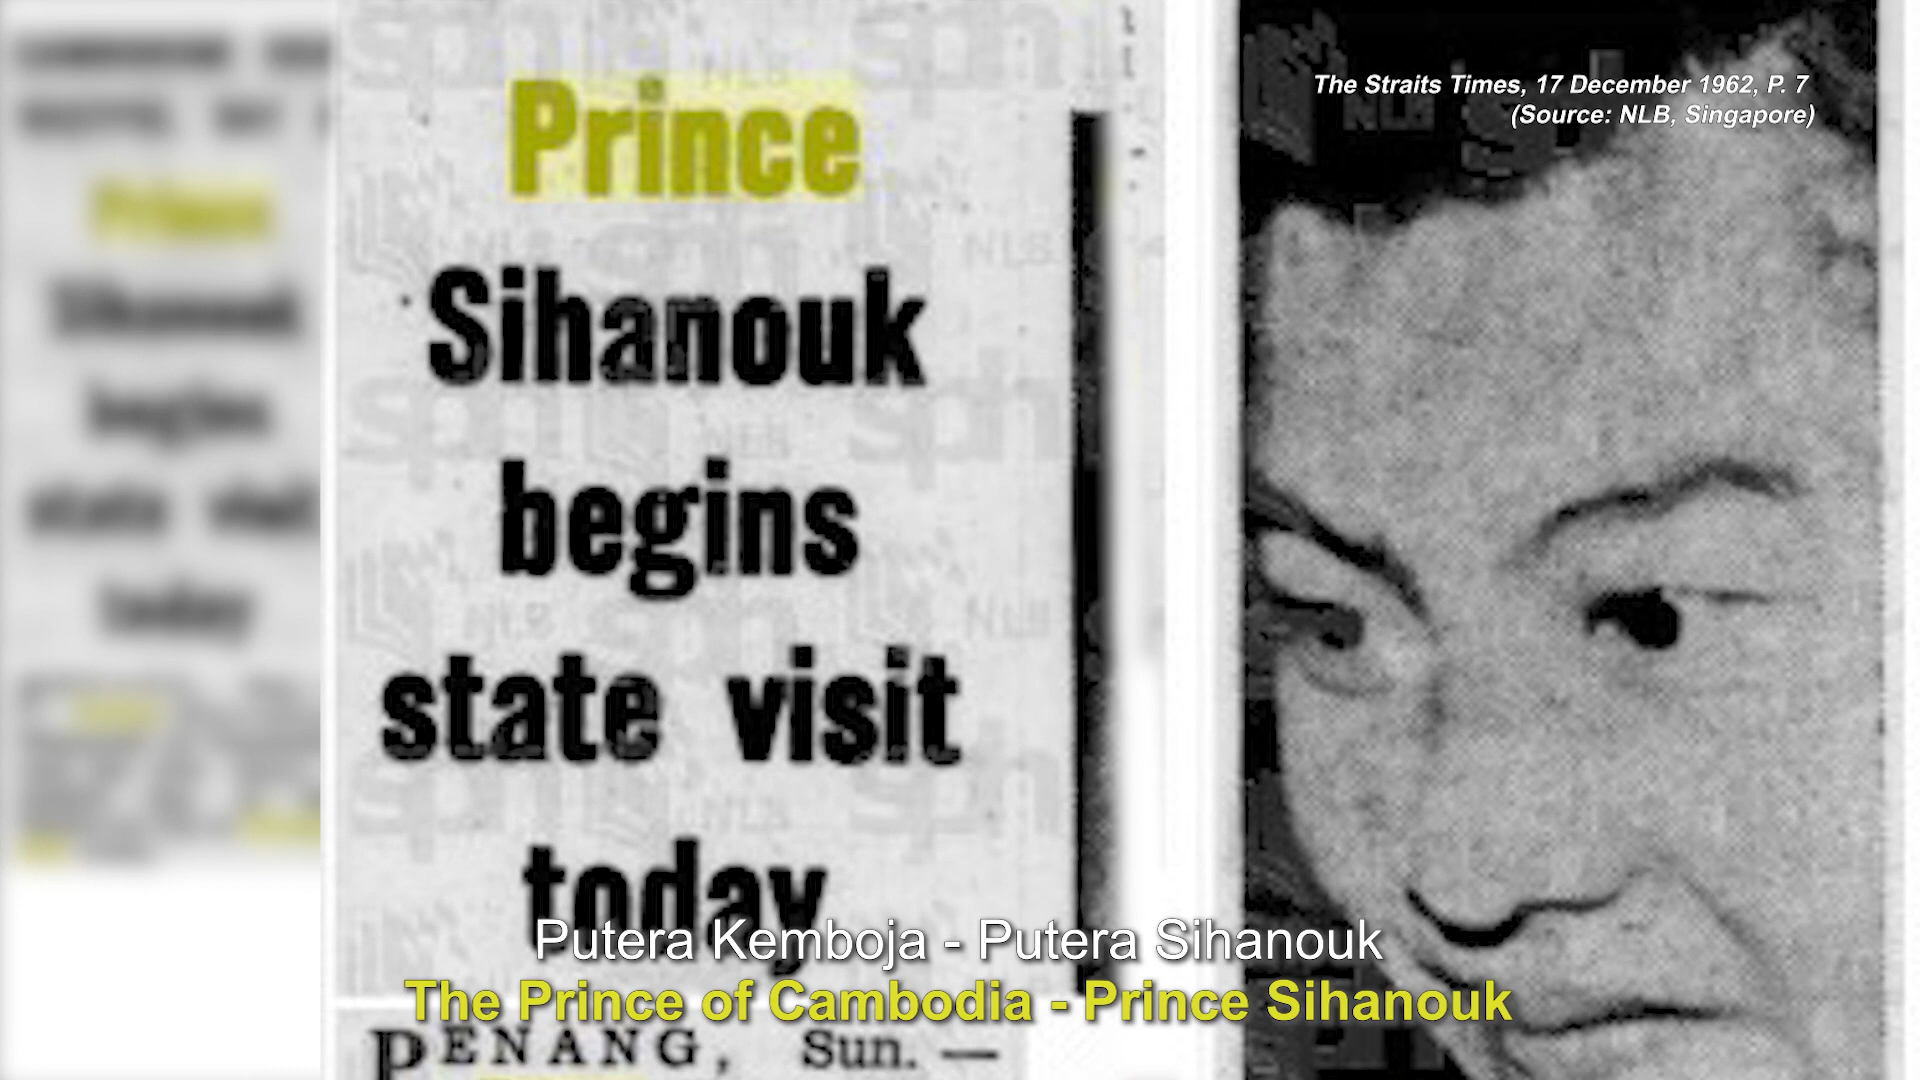 The Straits Times, 17 December 1962, P. 7
(Source: NLB, Singapore)
Prince
Sihanouk
begins
state visit
today
Putera Kemboja - Putera Sihanouk
The Prince of Cambodia - Prince Sihanouk
PENANG, Sun. —